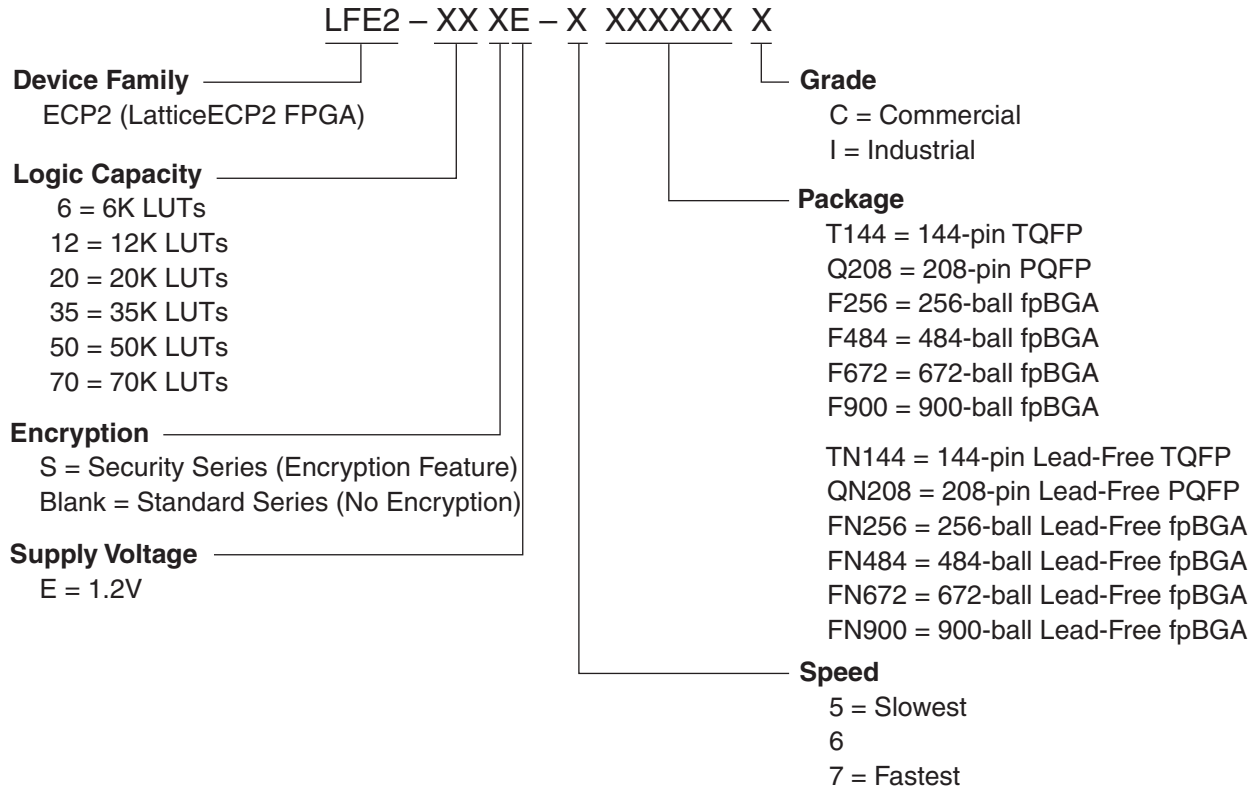 LFE2 – XX XE – X XXXXXX X
Device Family
ECP2 (LatticeECP2 FPGA)
Logic Capacity
6 = 6K LUTs
12 = 12K LUTs
20 = 20K LUTs
35 = 35K LUTs
50 = 50K LUTs
70 = 70K LUTs
Encryption
S = Security Series (Encryption Feature)
Blank = Standard Series (No Encryption)
Supply Voltage
E = 1.2V
Grade
C = Commercial
I = Industrial
Package
T144 = 144-pin TQFP
Q208 = 208-pin PQFP
F256 = 256-ball fpBGA
F484 = 484-ball fpBGA
F672 = 672-ball fpBGA
F900 = 900-ball fpBGA
TN144 = 144-pin Lead-Free TQFP
QN208 = 208-pin Lead-Free PQFP
FN256 = 256-ball Lead-Free fpBGA
FN484 = 484-ball Lead-Free fpBGA
FN672 = 672-ball Lead-Free fpBGA
FN900 = 900-ball Lead-Free fpBGA
Speed
5 = Slowest
6
7 = Fastest